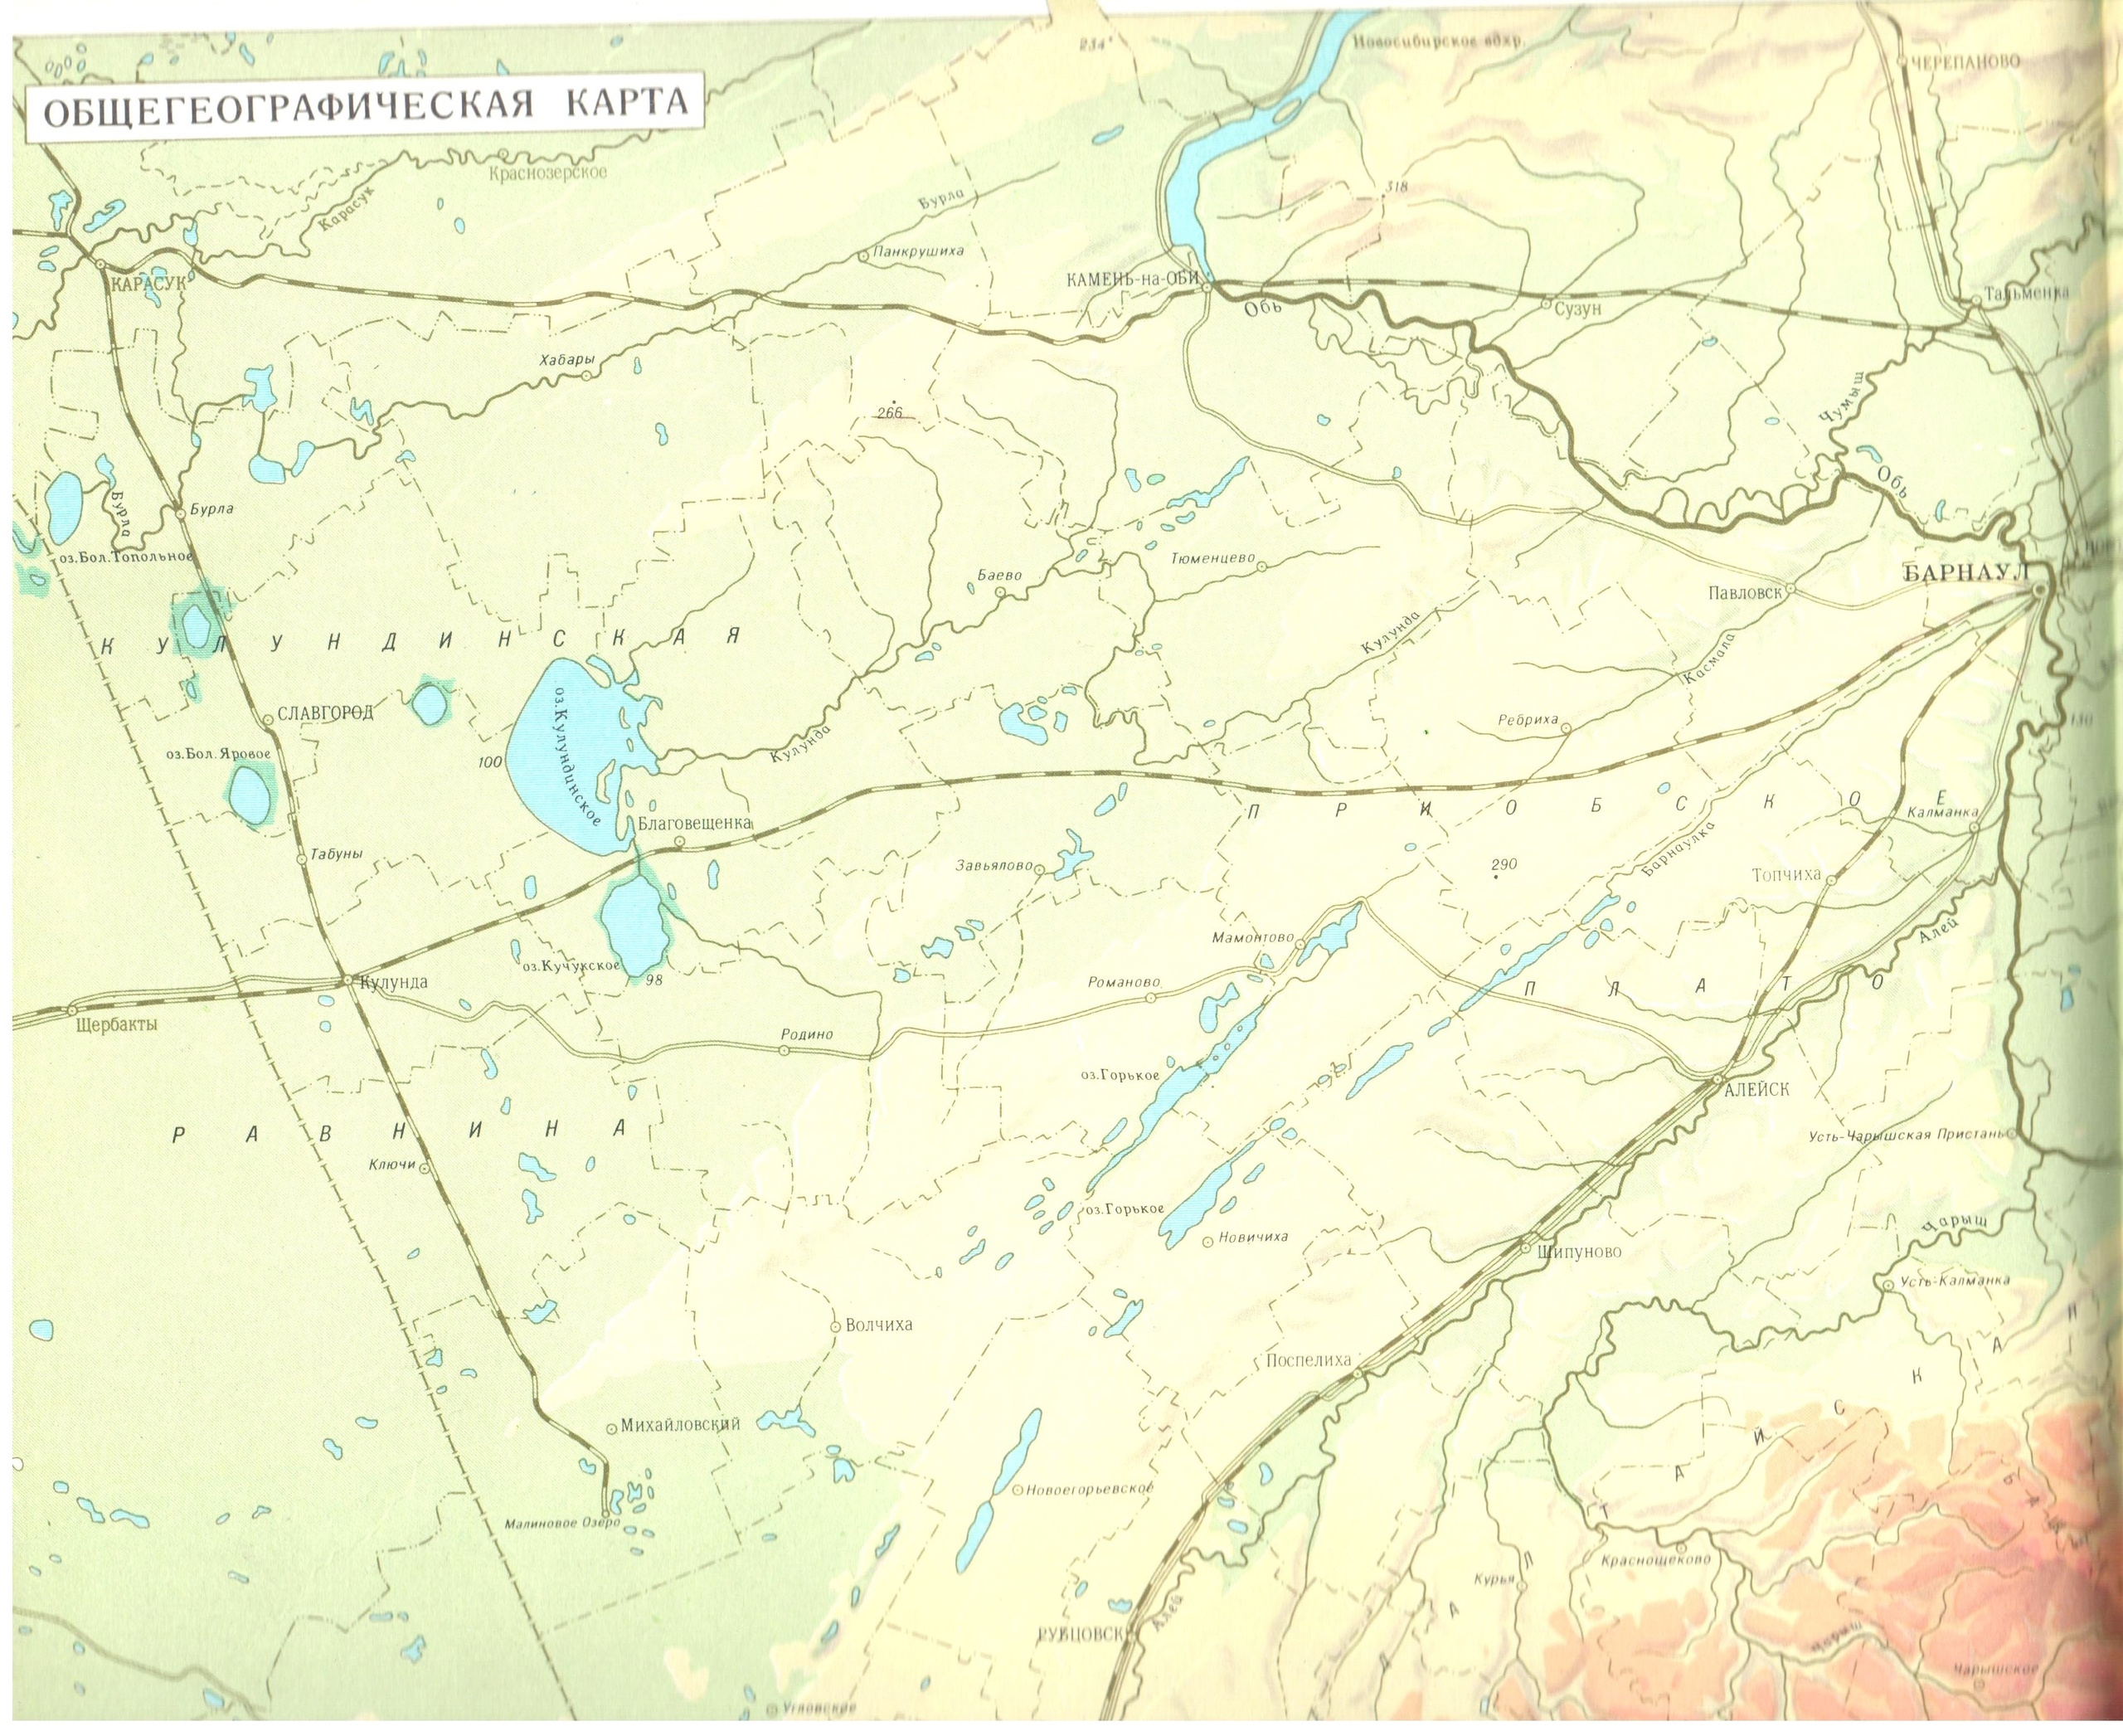 234
Новосибирское вдхр.
ЧЕРЕПАНОВО
ОБЩЕГЕОГРАФИЧЕСКАЯ КАРТА
Краснозерское
Карасук
Бурла
318
Панкрушиха
КАРАСУК
КАМЕНЬ-на-ОБИ
Обь
Сузун
Тальменка
Хабары
266
Чумыш
Обь
Бурла
Бурла
оз.Бол.Топольное
Баево
Тюменцево
Павловск
БАРНАУЛ
КУЛУНДИНСКАЯ
Кулунда
Касмала
СЛАВГОРОД
оз.Бол.Яровое
100
оз.Кулундинское
Кулунда
Ребриха
130
ПРИОБСКОЕ
Благовещенка
Калманка
Табуны
Завьялово
290
Барнаулка
Топчиха
Алей
Мамонтово
оз.Кучукское
98
Кулунда
Романово
ПЛАТО
Щербакты
Родино
оз.Горькое
АЛЕЙСК
РАВНИНА
Усть-Чарышская Пристань
Ключи
оз.Горькое
Новичиха
Чарыш
Шипуново
Усть-Калманка
Волчиха
Поспелиха
Михайловский
Новоегорьевское
Малиновое Озеро
Краснощеково
Курья
РУБЦОВСК
Алей
Чарыш
Чарышское
Угловское